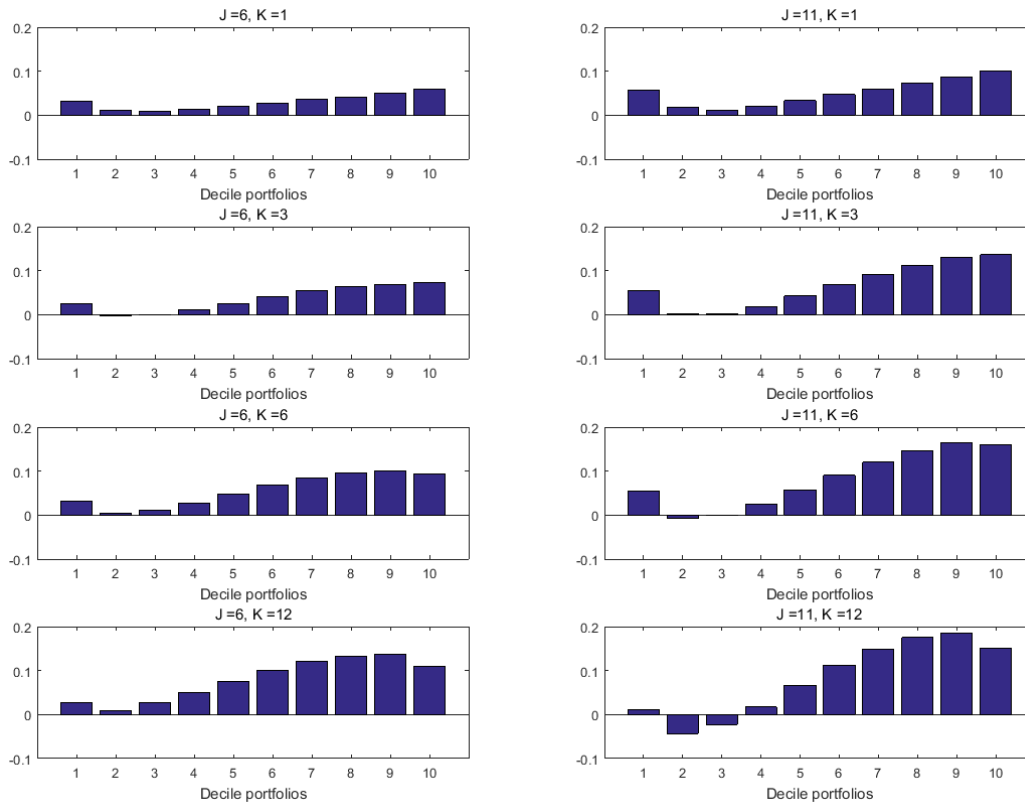 J =6, K =1
0.2
0.1
0
-0.1
1 2 3 4 5 6 7 8 9 10
Decile portfolios
J =11, K =1
0.2
0.1
0
-0.1
1 2 3 4 5 6 7 8 9 10
Decile portfolios
J =6, K =3
0.2
0.1
0
-0.1
1 2 3 4 5 6 7 8 9 10
Decile portfolios
J =11, K =3
0.2
0.1
0
-0.1
1 2 3 4 5 6 7 8 9 10
Decile portfolios
J =6, K =6
0.2
0.1
0
-0.1
1 2 3 4 5 6 7 8 9 10
Decile portfolios
J =11, K =6
0.2
0.1
0
-0.1
1 2 3 4 5 6 7 8 9 10
Decile portfolios
J =6, K =12
0.2
0.1
0
-0.1
1 2 3 4 5 6 7 8 9 10
Decile portfolios
J =11, K =12
0.2
0.1
0
-0.1
1 2 3 4 5 6 7 8 9 10
Decile portfolios